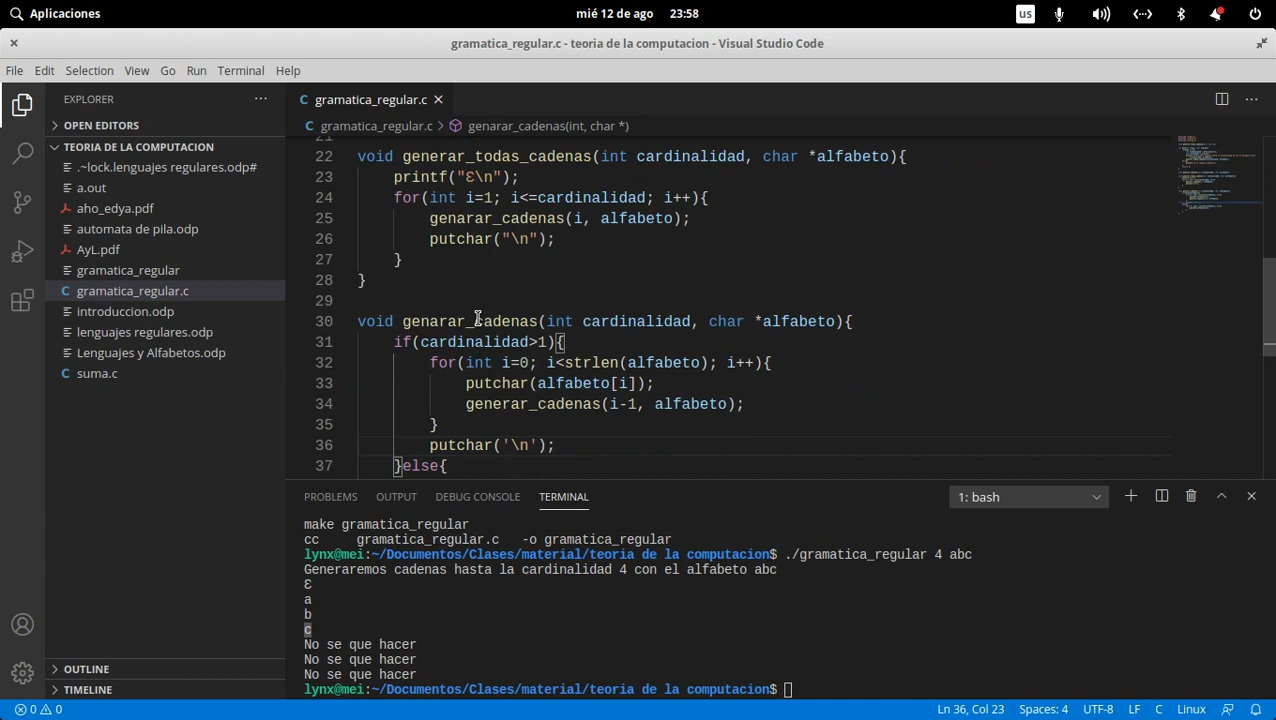 Aplicaciones
mié 12 de ago 23:58
us
gramatica_regular.c - teoria de la computacion - Visual Studio Code
File Edit Selection View Go Run Terminal Help
EXPLORER
OPEN EDITORS
TEORIA DE LA COMPUTACION
.~lock.lenguajes regulares.odp#
a.out
aho_edya.pdf
automata de pila.odp
AyL.pdf
gramatica_regular
gramatica_regular.c
introduccion.odp
lenguajes regulares.odp
Lenguajes y Alfabetos.odp
suma.c
OUTLINE
TIMELINE
gramatica_regular.c
gramatica_regular.c > genarar_cadenas(int, char *)
21
22 void generar_todas_cadenas(int cardinalidad, char *alfabeto){
23 printf("Ɛ\n");
24 for(int i=1; i<=cardinalidad; i++){
25 genarar_cadenas(i, alfabeto);
26 putchar("\n");
27 }
28 }
29
30 void genarar_cadenas(int cardinalidad, char *alfabeto){
31 if(cardinalidad>1){
32 for(int i=0; i<strlen(alfabeto); i++){
33 putchar(alfabeto[i]);
34 generar_cadenas(i-1, alfabeto);
35 }
36 putchar('\n');
37 }else{
PROBLEMS OUTPUT DEBUG CONSOLE TERMINAL
1: bash
make gramatica_regular
cc gramatica_regular.c -o gramatica_regular
lynx@mei:~/Documentos/Clases/material/teoria de la computacion$ ./gramatica_regular 4 abc
Generaremos cadenas hasta la cardinalidad 4 con el alfabeto abc
Ɛ
a
b
c
No se que hacer
No se que hacer
No se que hacer
lynx@mei:~/Documentos/Clases/material/teoria de la computacion$
0 0
Ln 36, Col 23 Spaces: 4 UTF-8 LF C Linux